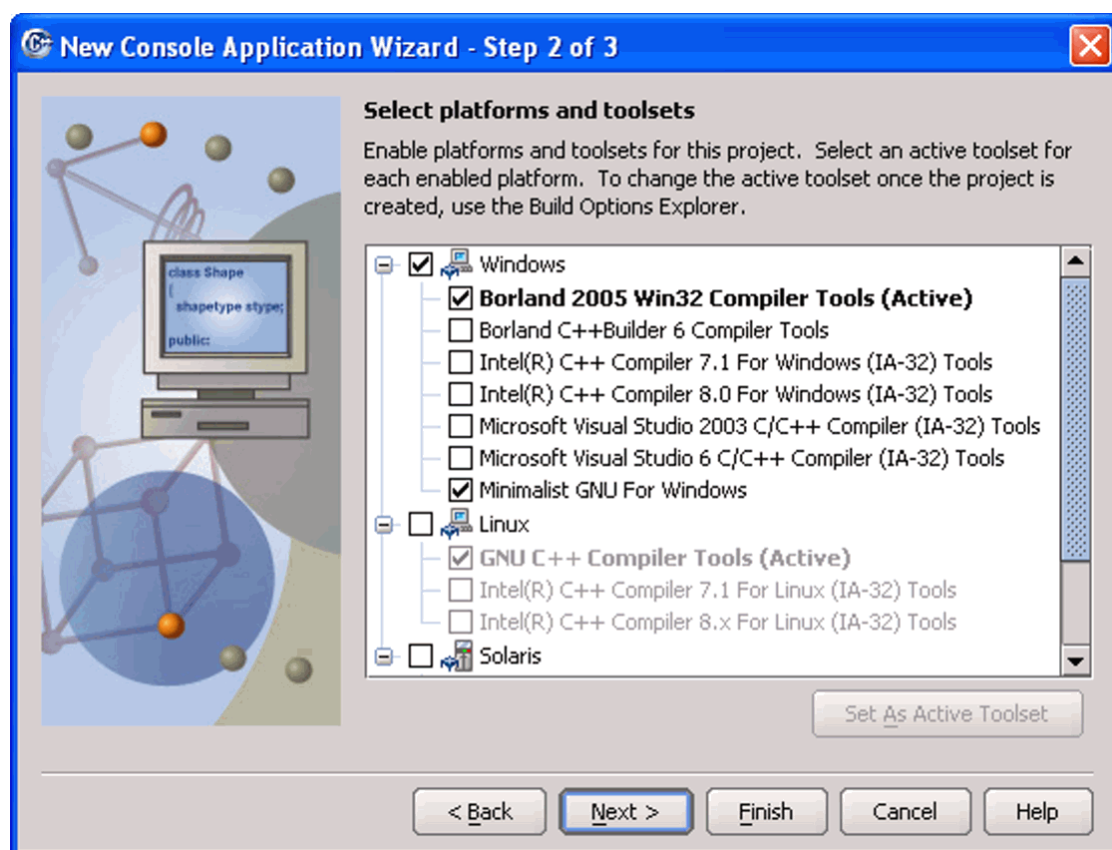 New Console Application Wizard - Step 2 of 3
Select platforms and toolsets
Enable platforms and toolsets for this project. Select an active toolset for
each enabled platform. To change the active toolset once the project is
created, use the Build Options Explorer.
class Shape
{
shapetype stype;
public:
Windows
Borland 2005 Win32 Compiler Tools (Active)
Borland C++Builder 6 Compiler Tools
Intel(R) C++ Compiler 7.1 For Windows (IA-32) Tools
Intel(R) C++ Compiler 8.0 For Windows (IA-32) Tools
Microsoft Visual Studio 2003 C/C++ Compiler (IA-32) Tools
Microsoft Visual Studio 6 C/C++ Compiler (IA-32) Tools
Minimalist GNU For Windows
Linux
GNU C++ Compiler Tools (Active)
Intel(R) C++ Compiler 7.1 For Linux (IA-32) Tools
Intel(R) C++ Compiler 8.x For Linux (IA-32) Tools
Solaris
Set As Active Toolset
< Back
Next >
Finish
Cancel
Help